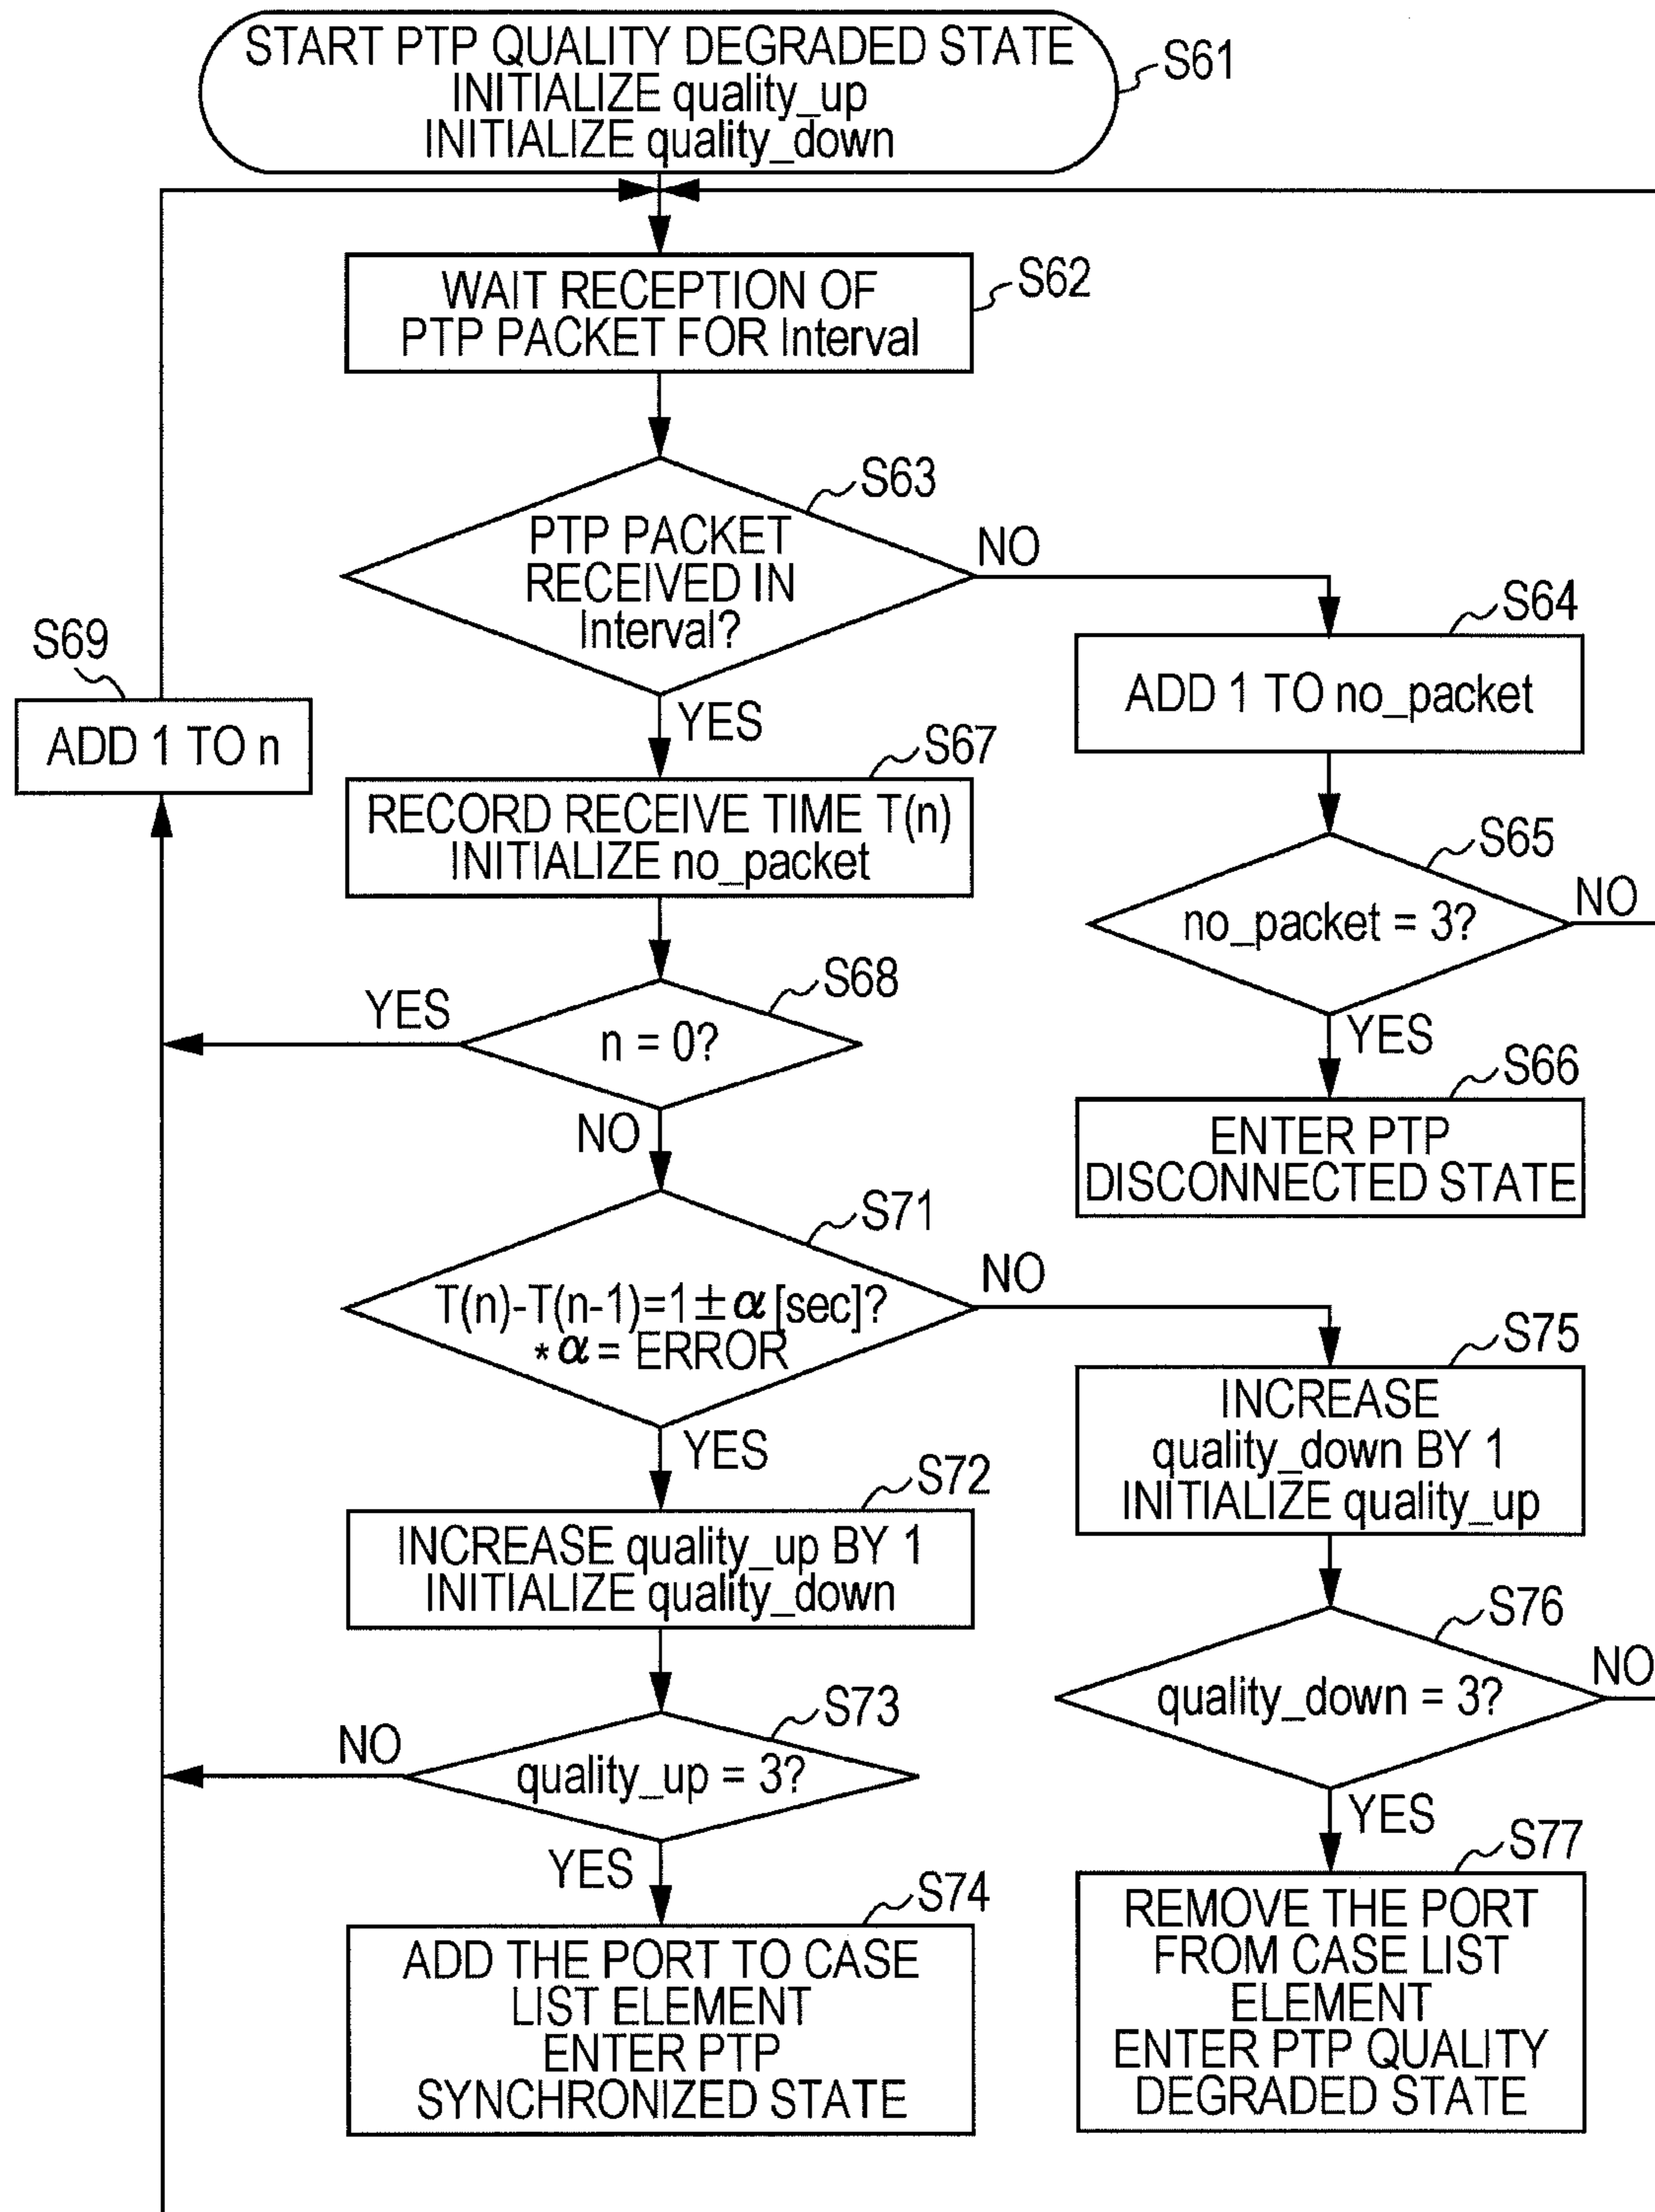 START PTP QUALITY DEGRADED STATE
INITIALIZE quality_up
INITIALIZE quality_down
S61
WAIT RECEPTION OF
PTP PACKET FOR Interval
S62
PTP PACKET
RECEIVED IN
Interval?
S63
NO
YES
ADD 1 TO no_packet
S64
S69
ADD 1 TO n
RECORD RECEIVE TIME T(n)
INITIALIZE no_packet
S67
no_packet = 3?
S65
NO
YES
n = 0?
S68
YES
NO
ENTER PTP
DISCONNECTED STATE
S66
T(n)-T(n-1)=1±α [sec]?
*α = ERROR
S71
NO
YES
INCREASE
quality_down BY 1
INITIALIZE quality_up
S75
INCREASE quality_up BY 1
INITIALIZE quality_down
S72
quality_down = 3?
S76
NO
YES
quality_up = 3?
S73
NO
YES
ADD THE PORT TO CASE
LIST ELEMENT
ENTER PTP
SYNCHRONIZED STATE
S74
REMOVE THE PORT
FROM CASE LIST
ELEMENT
ENTER PTP QUALITY
DEGRADED STATE
S77